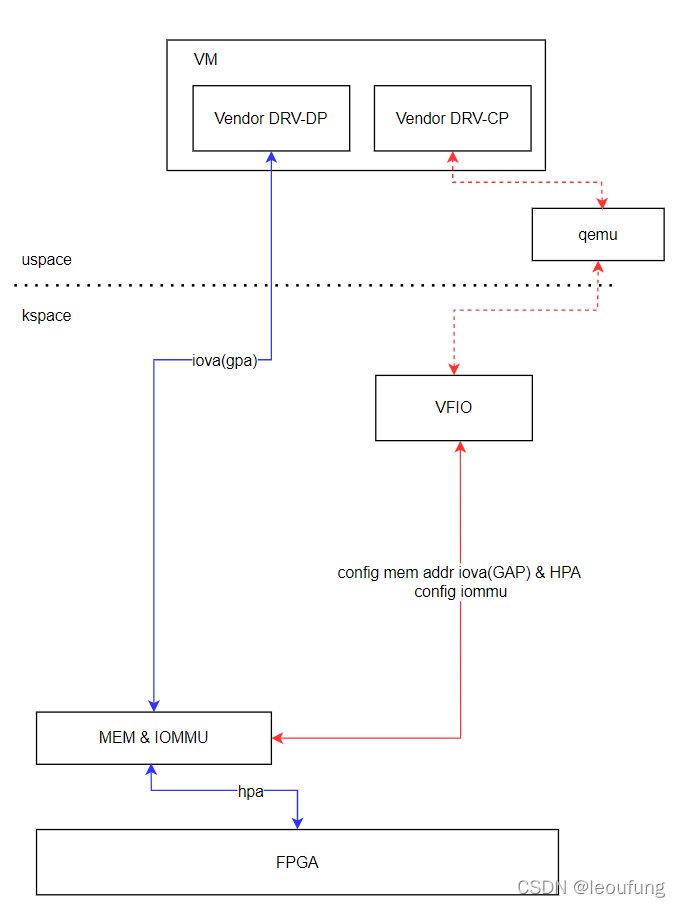 VM
Vendor DRV-DP
Vendor DRV-CP
qemu
uspace
kspace
iova(gpa)
VFIO
config mem addr iova(GAP) & HPA
config iommu
MEM & IOMMU
hpa
FPGA
CSDN @leoufung